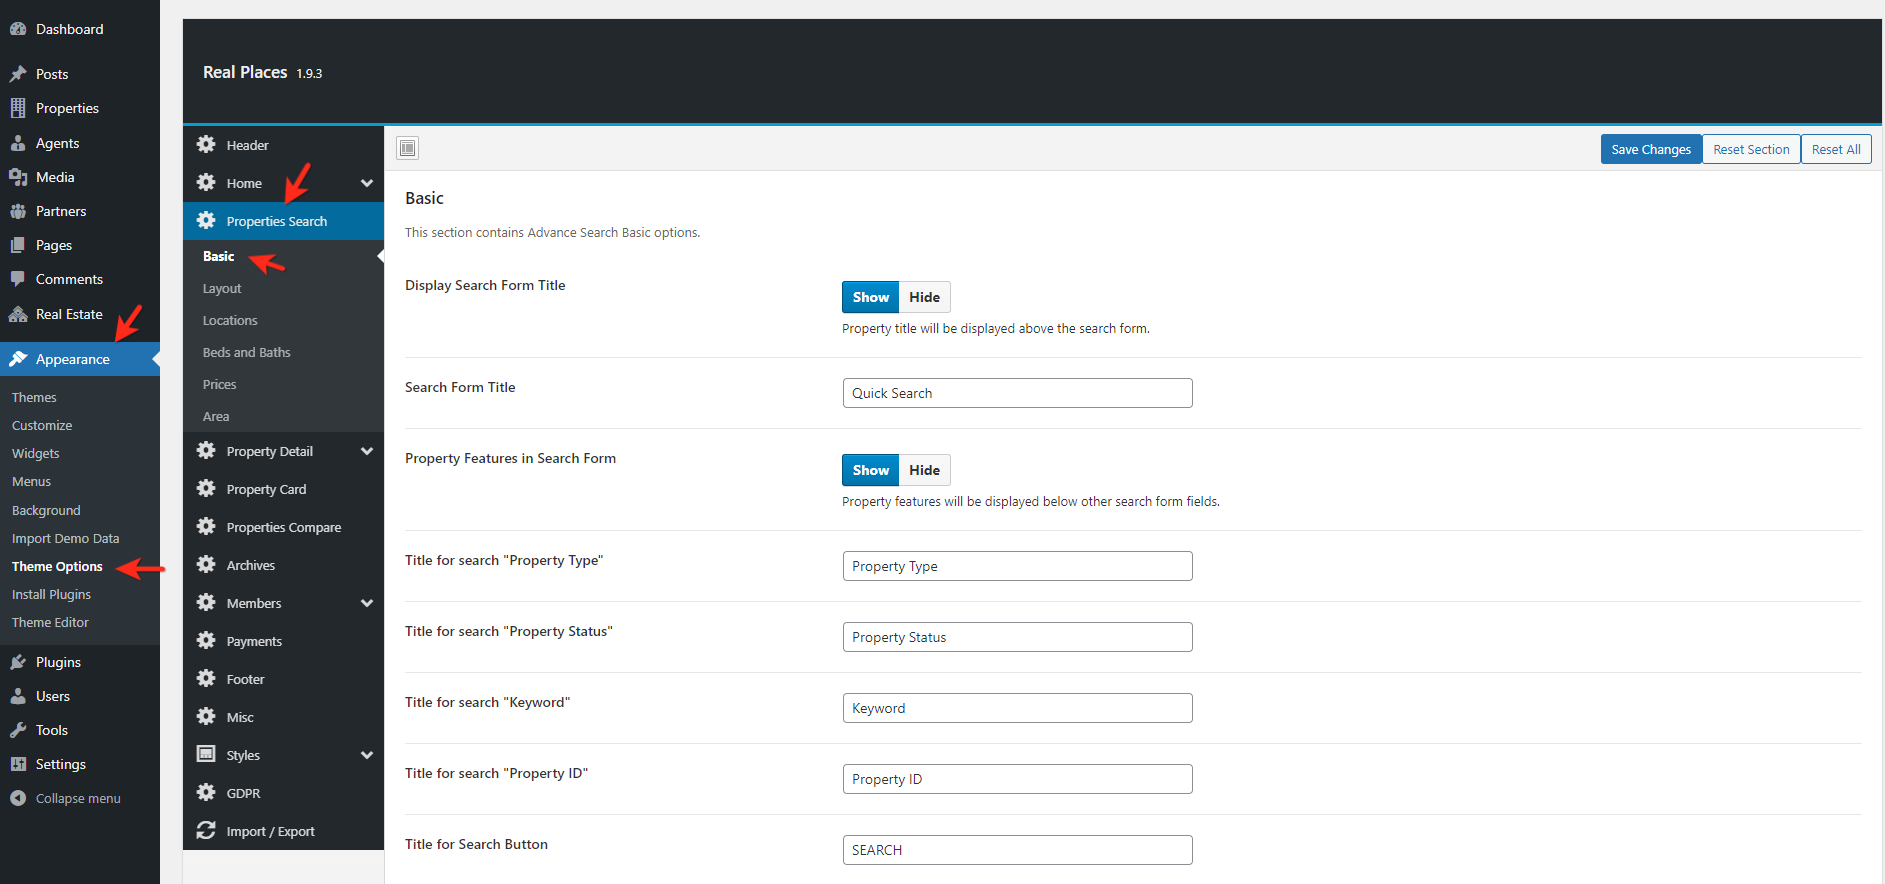 Dashboard
Posts
Properties
Agents
Media
Partners
Pages
Comments
Real Estate
Appearance
Themes
Customize
Widgets
Menus
Background
Import Demo Data
Theme Options
Install Plugins
Theme Editor
Plugins
Users
Tools
Settings
Collapse menu
Real Places 1.9.3
Header
Home
Properties Search
Basic
Layout
Locations
Beds and Baths
Prices
Area
Property Detail
Property Card
Properties Compare
Archives
Members
Payments
Footer
Misc
Styles
GDPR
Import / Export
Save Changes Reset Section Reset All
Basic
This section contains Advance Search Basic options.
Display Search Form Title
Show Hide
Property title will be displayed above the search form.
Search Form Title
Quick Search
Property Features in Search Form
Show Hide
Property features will be displayed below other search form fields.
Title for search "Property Type"
Property Type
Title for search "Property Status"
Property Status
Title for search "Keyword"
Keyword
Title for search "Property ID"
Property ID
Title for Search Button
SEARCH